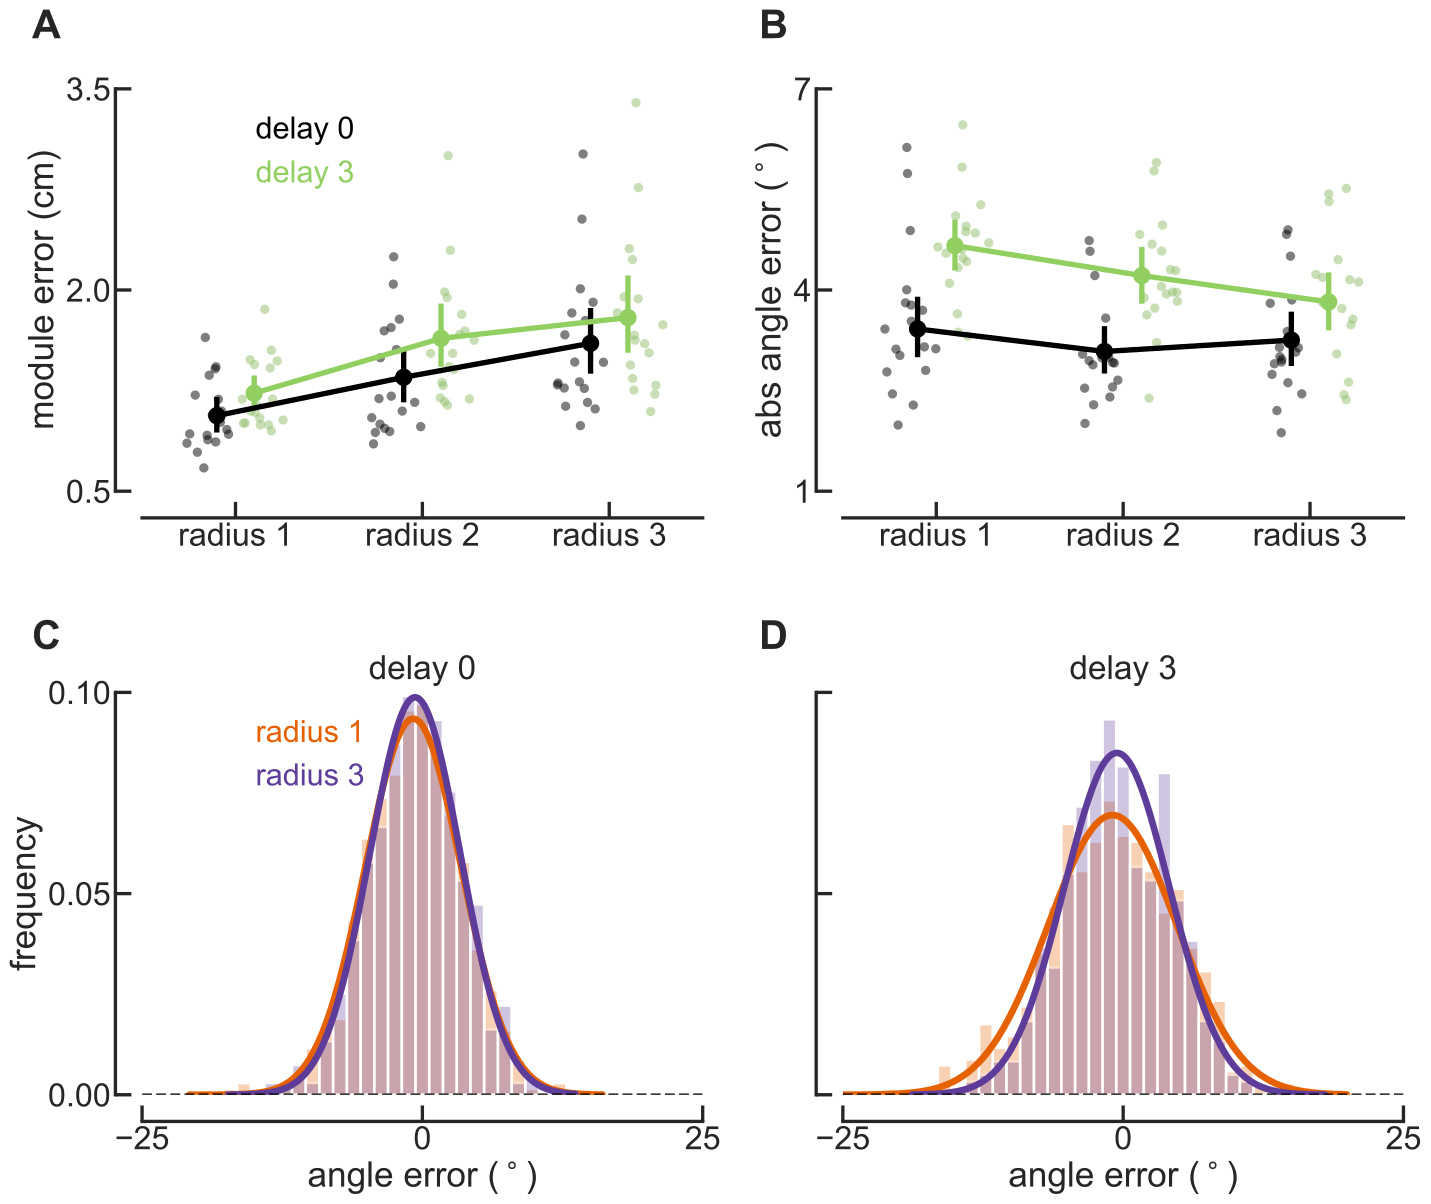 A
3.5
2.0
0.5
module error (cm)
delay 0
delay 3
radius 1 radius 2 radius 3
B
7
4
1
abs angle error (°)
radius 1 radius 2 radius 3
C
delay 0
0.10
0.05
0.00
frequency
radius 1
radius 3
−25 0 25
angle error (°)
D
delay 3
−25 0 25
angle error (°)